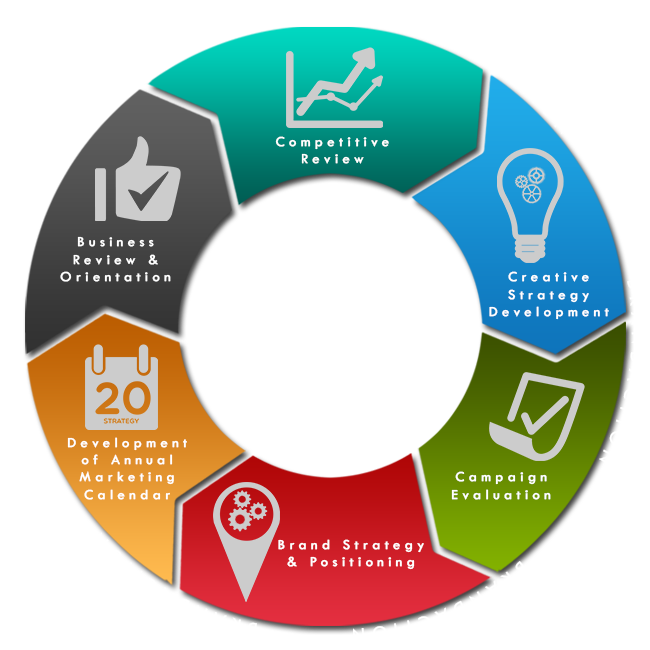 Competitive
Review
Creative
Strategy
Development
Campaign
Evaluation
Brand Strategy
& Positioning
20
STRATEGY
Development
of Annual
Marketing
Calendar
Business
Review &
Orientation